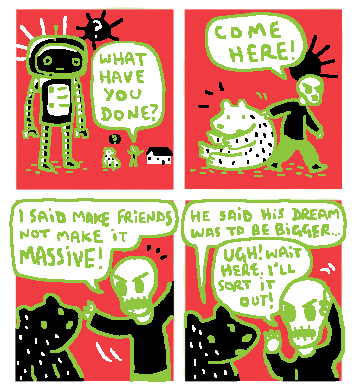 ?
WHAT
HAVE
YOU
DONE?
?
COME
HERE!
I SAID MAKE FRIENDS
NOT MAKE IT
MASSIVE!
HE SAID HIS DREAM
WAS TO BE BIGGER...
UGH! WAIT
HERE. I'LL
SORT IT
OUT!